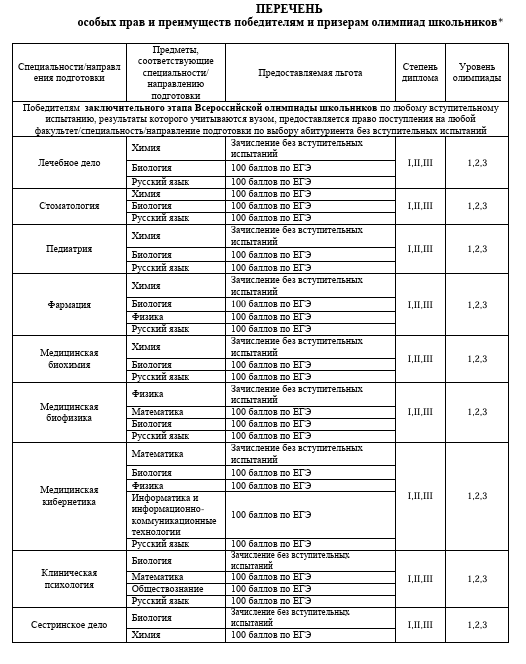 ПЕРЕЧЕНЬ
особых прав и преимуществ победителям и призерам олимпиад школьников*
Специальности/направл
ения подготовки
Предметы,
соответствующие
специальности/
направлению
подготовки
Предоставляемая льгота
Степень
диплома
Уровень
олимпиады
Победителям заключительного этапа Всероссийской олимпиады школьников по любому вступительному
испытанию, результаты которого учитываются вузом, предоставляется право поступления на любой
факультет/специальность/направление подготовки по выбору абитуриента без вступительных испытаний
Лечебное дело
Химия
Зачисление без вступительных
испытаний
Биология
100 баллов по ЕГЭ
Русский язык
100 баллов по ЕГЭ
I,II,III
1,2,3
Стоматология
Химия
100 баллов по ЕГЭ
Биология
100 баллов по ЕГЭ
Русский язык
100 баллов по ЕГЭ
I,II,III
1,2,3
Педиатрия
Химия
Зачисление без вступительных
испытаний
Биология
100 баллов по ЕГЭ
Русский язык
100 баллов по ЕГЭ
I,II,III
1,2,3
Фармация
Химия
Зачисление без вступительных
испытаний
Биология
100 баллов по ЕГЭ
Физика
100 баллов по ЕГЭ
Русский язык
100 баллов по ЕГЭ
I,II,III
1,2,3
Медицинская
биохимия
Химия
Зачисление без вступительных
испытаний
Биология
100 баллов по ЕГЭ
Русский язык
100 баллов по ЕГЭ
I,II,III
1,2,3
Медицинская
биофизика
Физика
Зачисление без вступительных
испытаний
Математика
100 баллов по ЕГЭ
Биология
100 баллов по ЕГЭ
Русский язык
100 баллов по ЕГЭ
I,II,III
1,2,3
Медицинская
кибернетика
Математика
Зачисление без вступительных
испытаний
Биология
100 баллов по ЕГЭ
Физика
100 баллов по ЕГЭ
Информатика и
информационно-
коммуникационные
технологии
100 баллов по ЕГЭ
Русский язык
100 баллов по ЕГЭ
I,II,III
1,2,3
Клиническая
психология
Биология
Зачисление без вступительных
испытаний
Математика
100 баллов по ЕГЭ
Обществознание
100 баллов по ЕГЭ
Русский язык
100 баллов по ЕГЭ
I,II,III
1,2,3
Сестринское дело
Биология
Зачисление без вступительных
испытаний
Химия
100 баллов по ЕГЭ
I,II,III
1,2,3